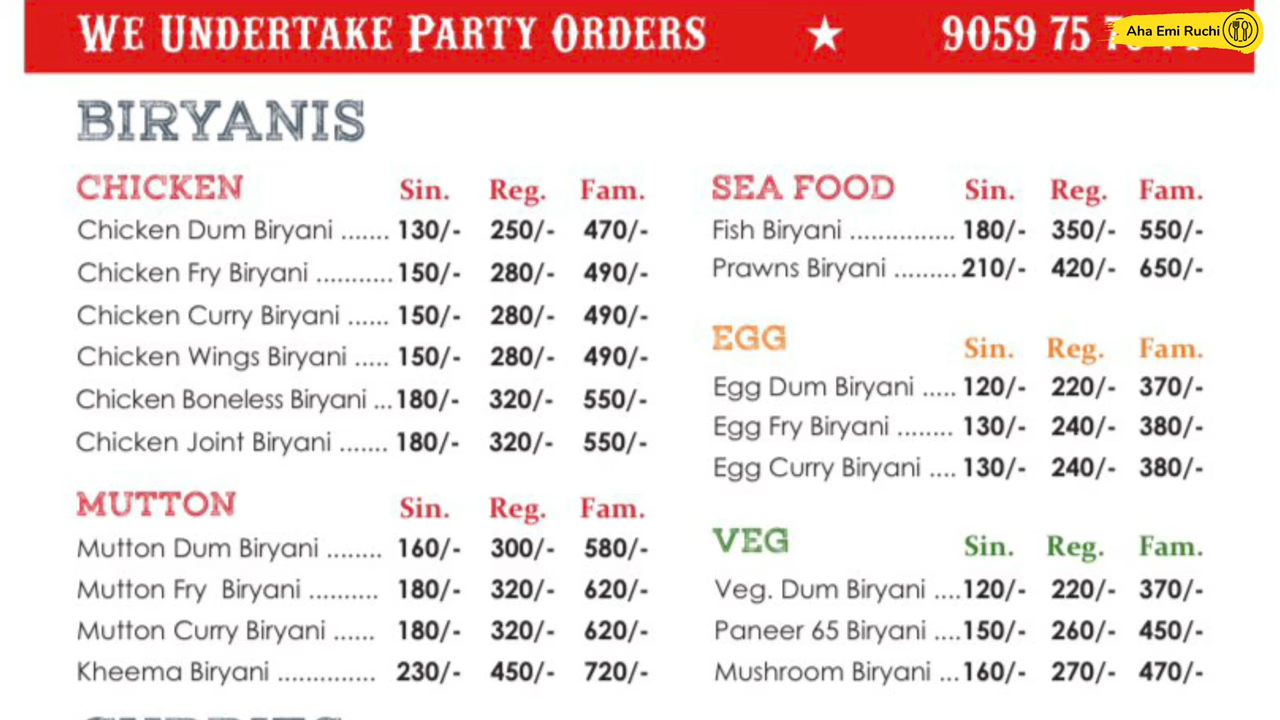 WE UNDERTAKE PARTY ORDERS ★ 9059 75
Aha Emi Ruchi
BIRYANIS
CHICKEN Sin. Reg. Fam.
Chicken Dum Biryani ....... 130/- 250/- 470/-
Chicken Fry Biryani ........... 150/- 280/- 490/-
Chicken Curry Biryani ...... 150/- 280/- 490/-
Chicken Wings Biryani ..... 150/- 280/- 490/-
Chicken Boneless Biryani ... 180/- 320/- 550/-
Chicken Joint Biryani ....... 180/- 320/- 550/-
MUTTON Sin. Reg. Fam.
Mutton Dum Biryani ........ 160/- 300/- 580/-
Mutton Fry Biryani .......... 180/- 320/- 620/-
Mutton Curry Biryani ...... 180/- 320/- 620/-
Kheema Biryani .............. 230/- 450/- 720/-
SEA FOOD Sin. Reg. Fam.
Fish Biryani ............... 180/- 350/- 550/-
Prawns Biryani ......... 210/- 420/- 650/-
EGG Sin. Reg. Fam.
Egg Dum Biryani ..... 120/- 220/- 370/-
Egg Fry Biryani ........ 130/- 240/- 380/-
Egg Curry Biryani .... 130/- 240/- 380/-
VEG Sin. Reg. Fam.
Veg. Dum Biryani .... 120/- 220/- 370/-
Paneer 65 Biryani .... 150/- 260/- 450/-
Mushroom Biryani ... 160/- 270/- 470/-